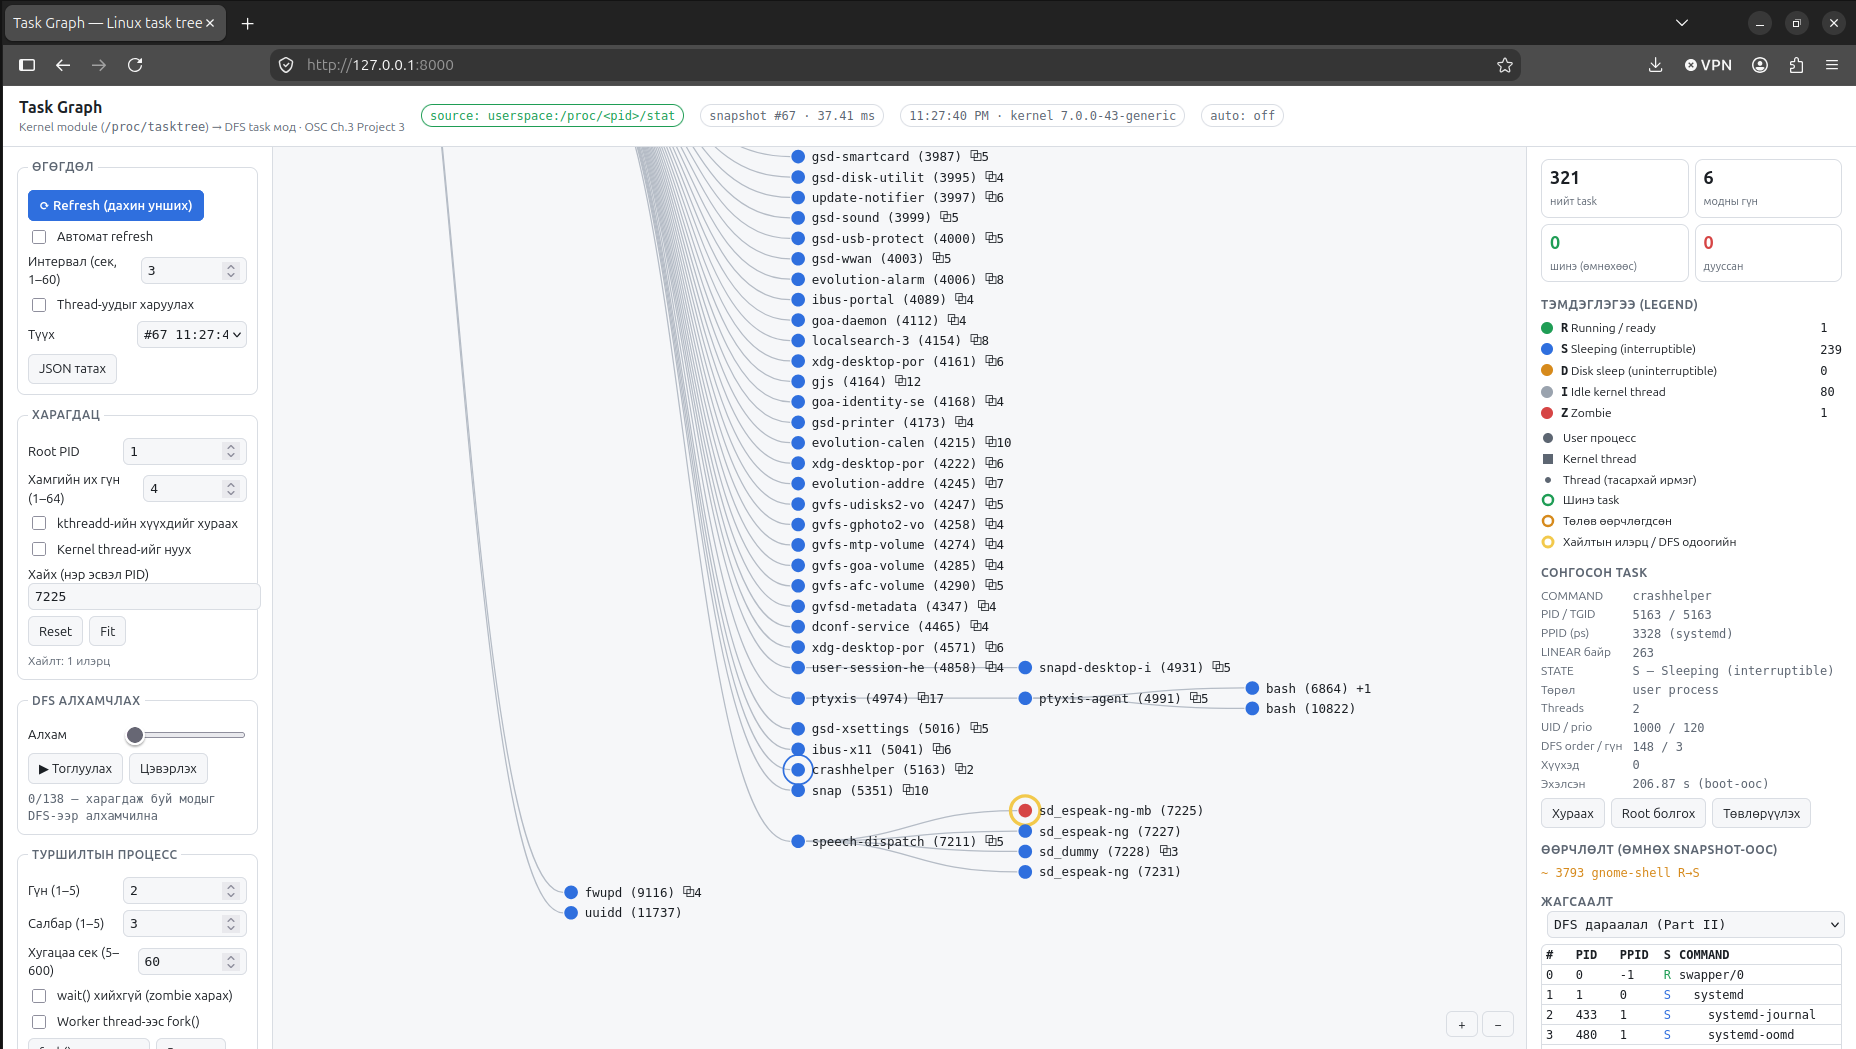 Task Graph — Linux task tree
http://127.0.0.1:8000
VPN
Task Graph
Kernel module (/proc/tasktree) → DFS task мод · OSC Ch.3 Project 3
source: userspace:/proc/<pid>/stat
snapshot #67 · 37.41 ms
11:27:40 PM · kernel 7.0.0-43-generic
auto: off
ӨГӨГДӨЛ
⟳ Refresh (дахин унших)
Автомат refresh
Интервал (сек, 1–60)
3
Thread-уудыг харуулах
Түүх
#67 11:27:4
JSON татах
ХАРАГДАЦ
Root PID
1
Хамгийн их гүн (1–64)
4
kthreadd-ийн хүүхдийг хураах
Kernel thread-ийг нуух
Хайх (нэр эсвэл PID)
7225
Reset
Fit
Хайлт: 1 илэрц
DFS АЛХАМЧЛАХ
Алхам
▶ Тоглуулах
Цэвэрлэх
0/138 — харагдаж буй модыг
DFS-ээр алхамчилна
ТУРШИЛТЫН ПРОЦЕСС
Гүн (1–5)
2
Салбар (1–5)
3
Хугацаа сек (5–600)
60
wait() хийхгүй (zombie харах)
Worker thread-ээс fork()
gsd-smartcard (3987) 5
gsd-disk-utilit (3995) 4
update-notifier (3997) 6
gsd-sound (3999) 5
gsd-usb-protect (4000) 5
gsd-wwan (4003) 5
evolution-alarm (4006) 8
ibus-portal (4089) 4
goa-daemon (4112) 4
localsearch-3 (4154) 8
xdg-desktop-por (4161) 6
gjs (4164) 12
goa-identity-se (4168) 4
gsd-printer (4173) 4
evolution-calen (4215) 10
xdg-desktop-por (4222) 6
evolution-addre (4245) 7
gvfs-udisks2-vo (4247) 5
gvfs-gphoto2-vo (4258) 4
gvfs-mtp-volume (4274) 4
gvfs-goa-volume (4285) 4
gvfs-afc-volume (4290) 5
gvfsd-metadata (4347) 4
dconf-service (4465) 4
xdg-desktop-por (4571) 6
user-session-he (4858) 4
snapd-desktop-i (4931) 5
ptyxis (4974) 17
ptyxis-agent (4991) 5
bash (6864) +1
bash (10822)
gsd-xsettings (5016) 5
ibus-x11 (5041) 6
crashhelper (5163) 2
snap (5351) 10
speech-dispatch (7211) 5
sd_espeak-ng-mb (7225)
sd_espeak-ng (7227)
sd_dummy (7228) 3
sd_espeak-ng (7231)
fwupd (9116) 4
uuidd (11737)
+
−
321
нийт task
6
модны гүн
0
шинэ (өмнөхөөс)
0
дууссан
ТЭМДЭГЛЭГЭЭ (LEGEND)
R Running / ready 1
S Sleeping (interruptible) 239
D Disk sleep (uninterruptible) 0
I Idle kernel thread 80
Z Zombie 1
User процесс
Kernel thread
Thread (тасархай ирмэг)
Шинэ task
Төлөв өөрчлөгдсөн
Хайлтын илэрц / DFS одоогийн
СОНГОСОН TASK
COMMAND crashhelper
PID / TGID 5163 / 5163
PPID (ps) 3328 (systemd)
LINEAR байр 263
STATE S — Sleeping (interruptible)
Төрөл user process
Threads 2
UID / prio 1000 / 120
DFS order / гүн 148 / 3
Хүүхэд 0
Эхэлсэн 206.87 s (boot-оос)
Хураах
Root болгох
Төвлөрүүлэх
ӨӨРЧЛӨЛТ (ӨМНӨХ SNAPSHOT-ООС)
~ 3793 gnome-shell R→S
ЖАГСААЛТ
DFS дараалал (Part II)
# PID PPID S COMMAND
0 0 -1 R swapper/0
1 1 0 S systemd
2 433 1 S systemd-journal
3 480 1 S systemd-oomd